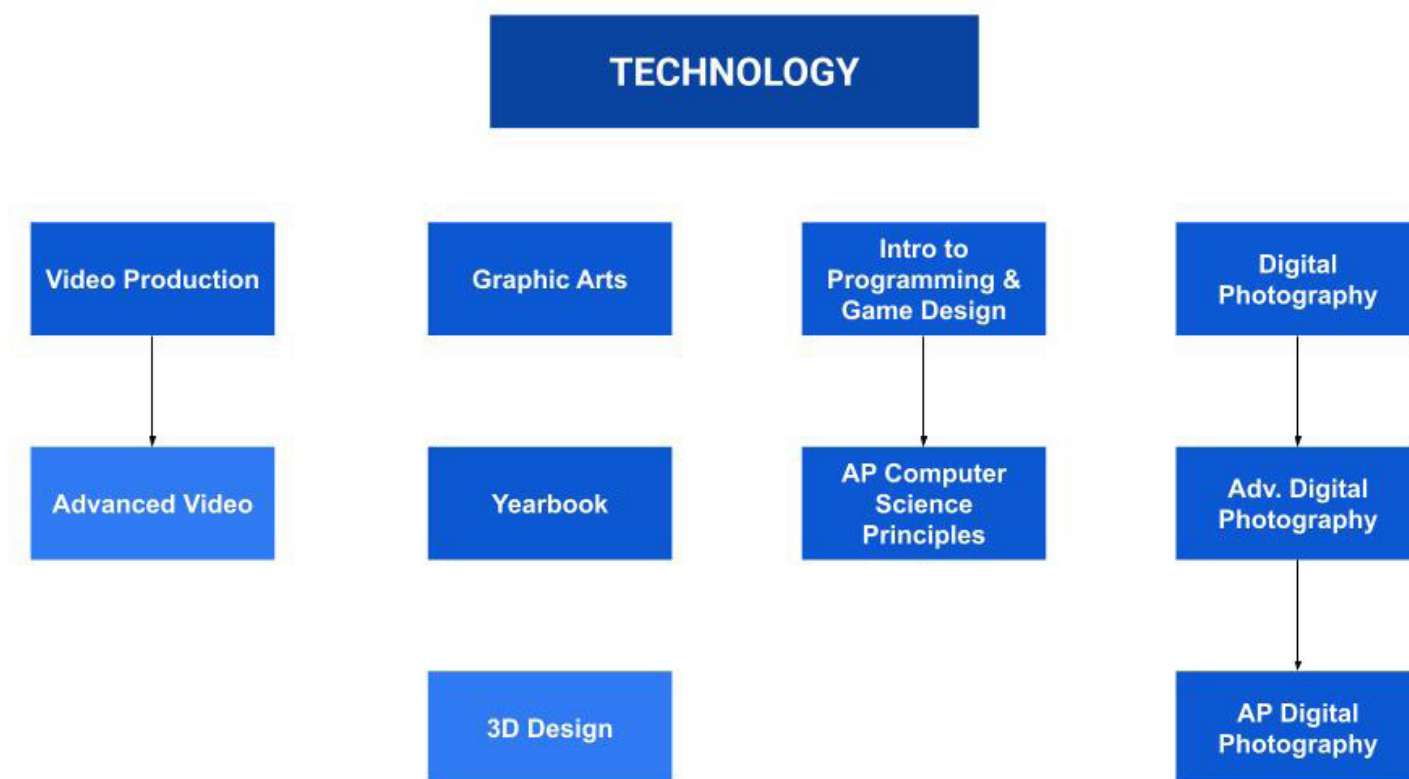 TECHNOLOGY
Video Production
Graphic Arts
Intro to
Programming &
Game Design
Digital
Photography
Advanced Video
Yearbook
AP Computer
Science
Principles
Adv. Digital
Photography
3D Design
AP Digital
Photography